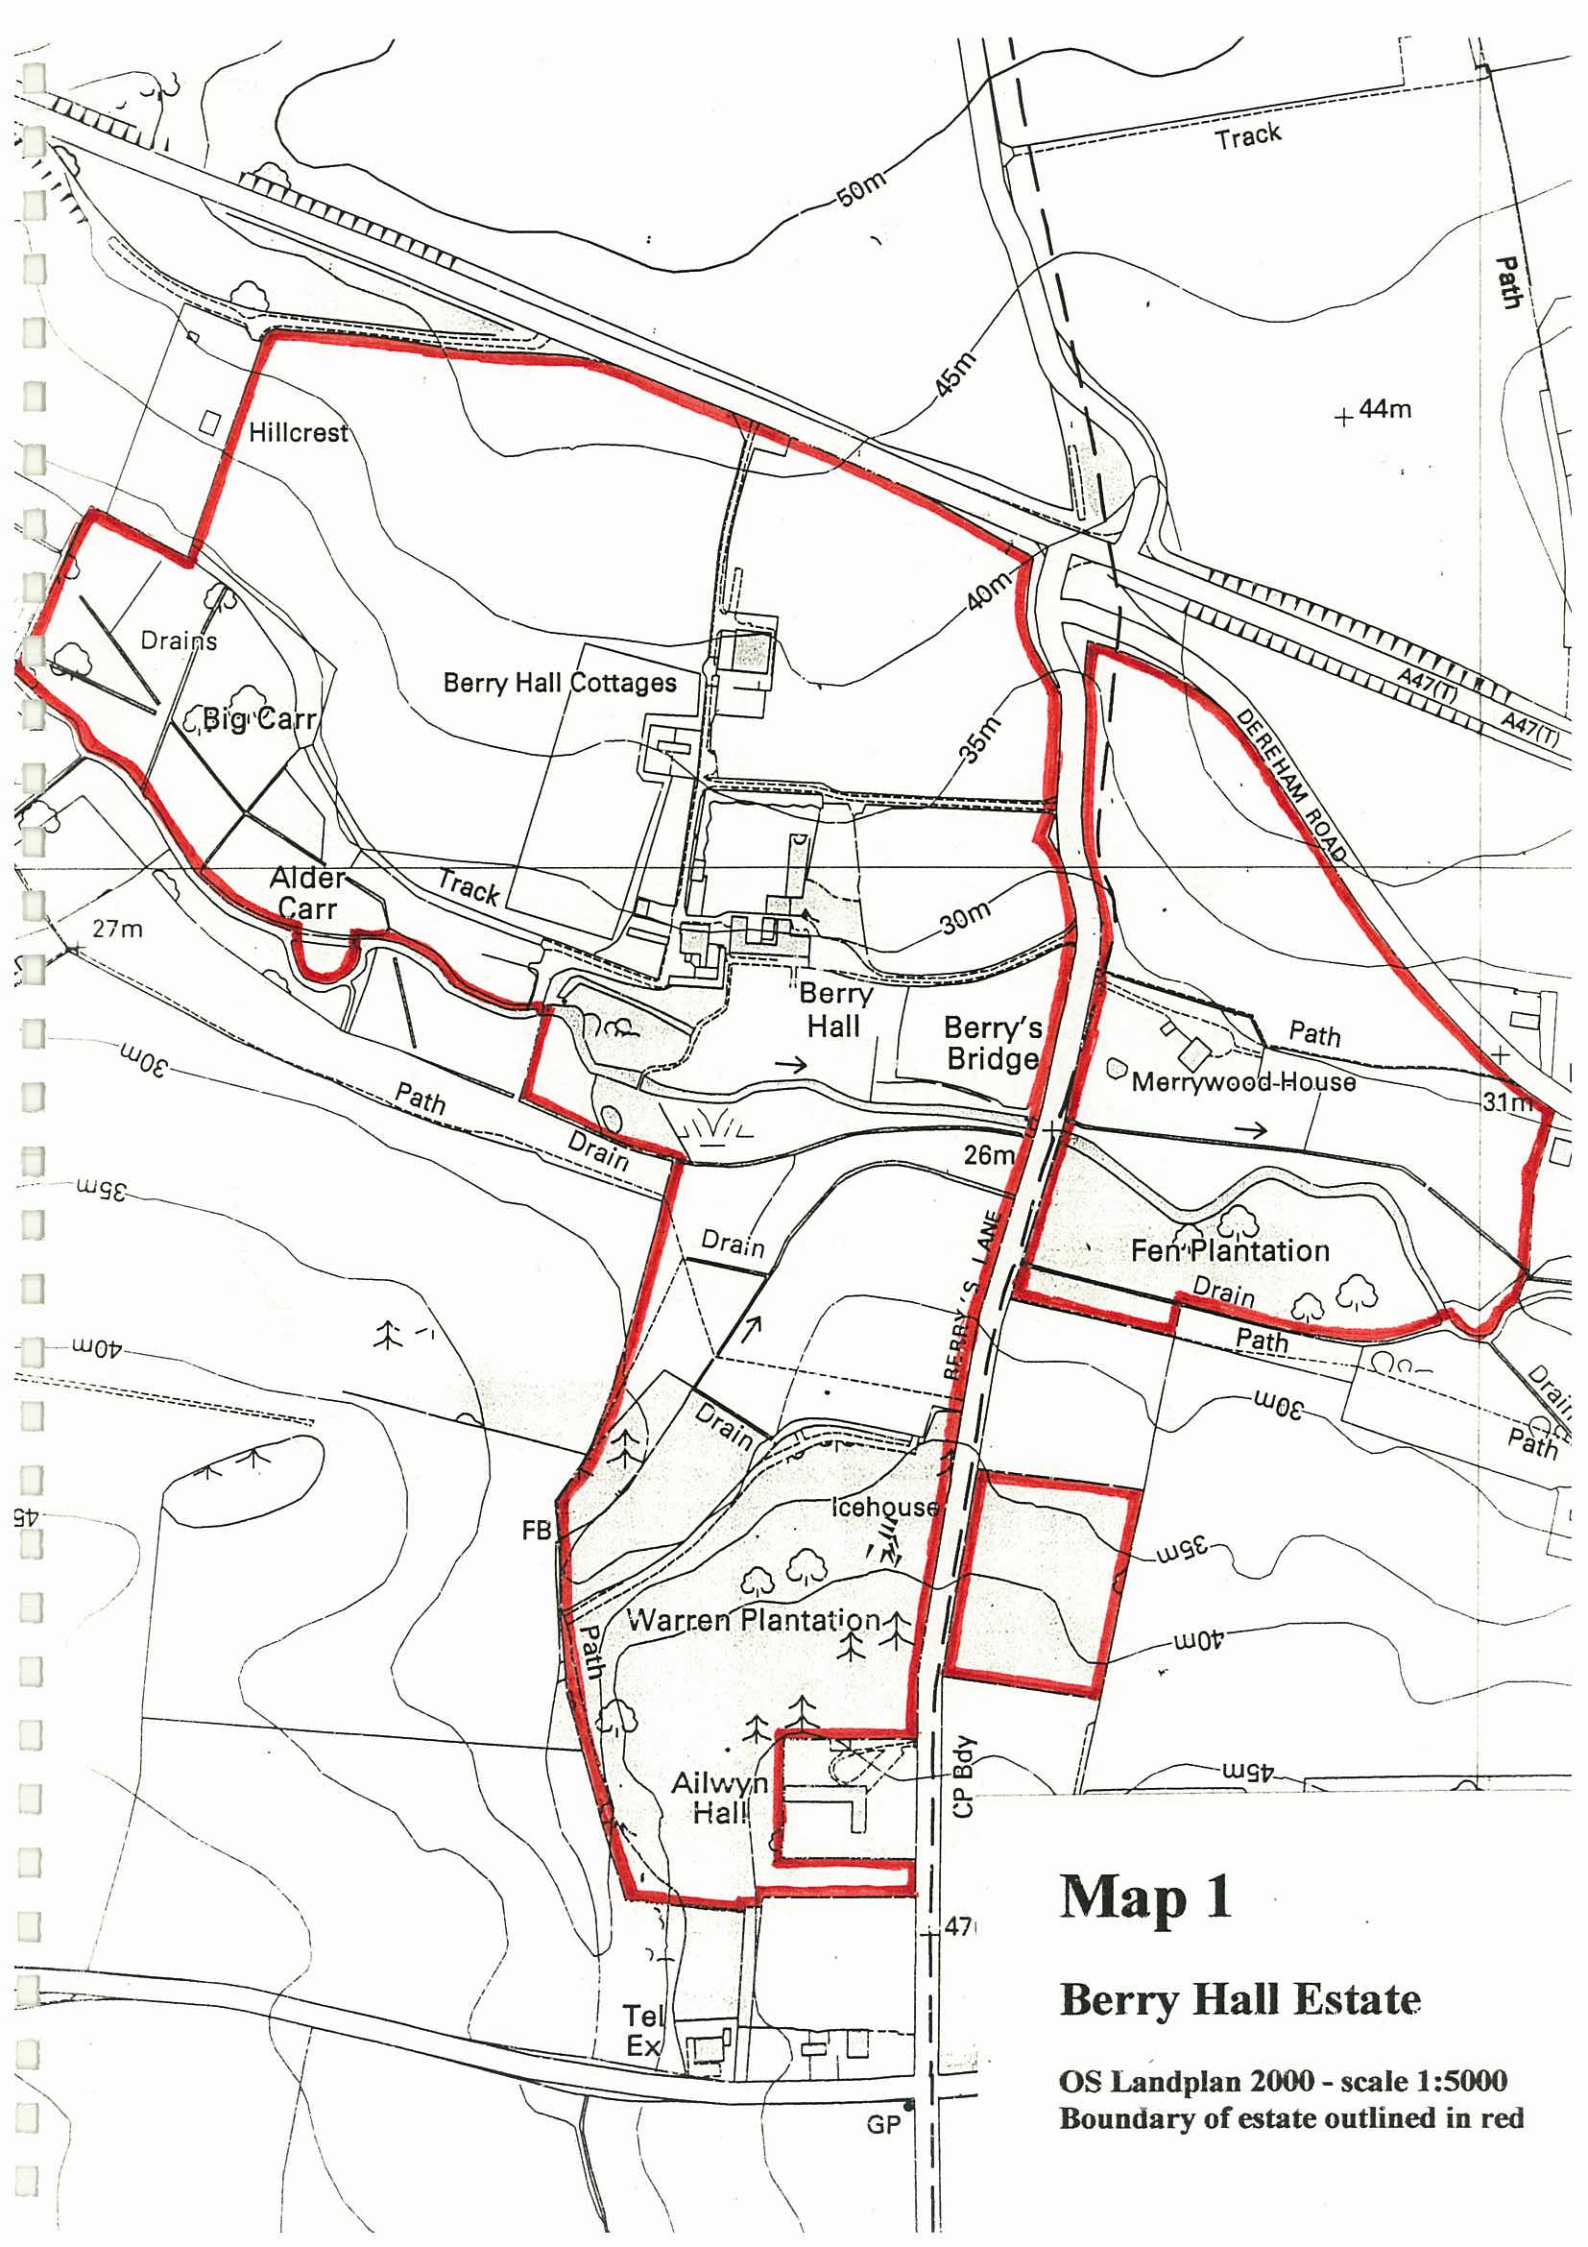 Track
50m
Path
45m
44m
Hillcrest
40m
Drains
Berry Hall Cottages
A47(T)
A47(T)
Big Carr
35m
DEREHAM ROAD
Alder
Carr
Track
30m
27m
Berry
Hall
Berry's
Bridge
Path
Merrywood House
31m
30m
Path
Drain
26m
35m
Drain
BERRY'S LANE
Fen Plantation
Drain
Path
40m
Drain
30m
Drain
Path
Icehouse
45
FB
35m
Warren Plantation
Path
40m
Ailwyn
Hall
CP Bdy
45m
Map 1
47
Berry Hall Estate
Tel
Ex
OS Landplan 2000 - scale 1:5000
Boundary of estate outlined in red
GP